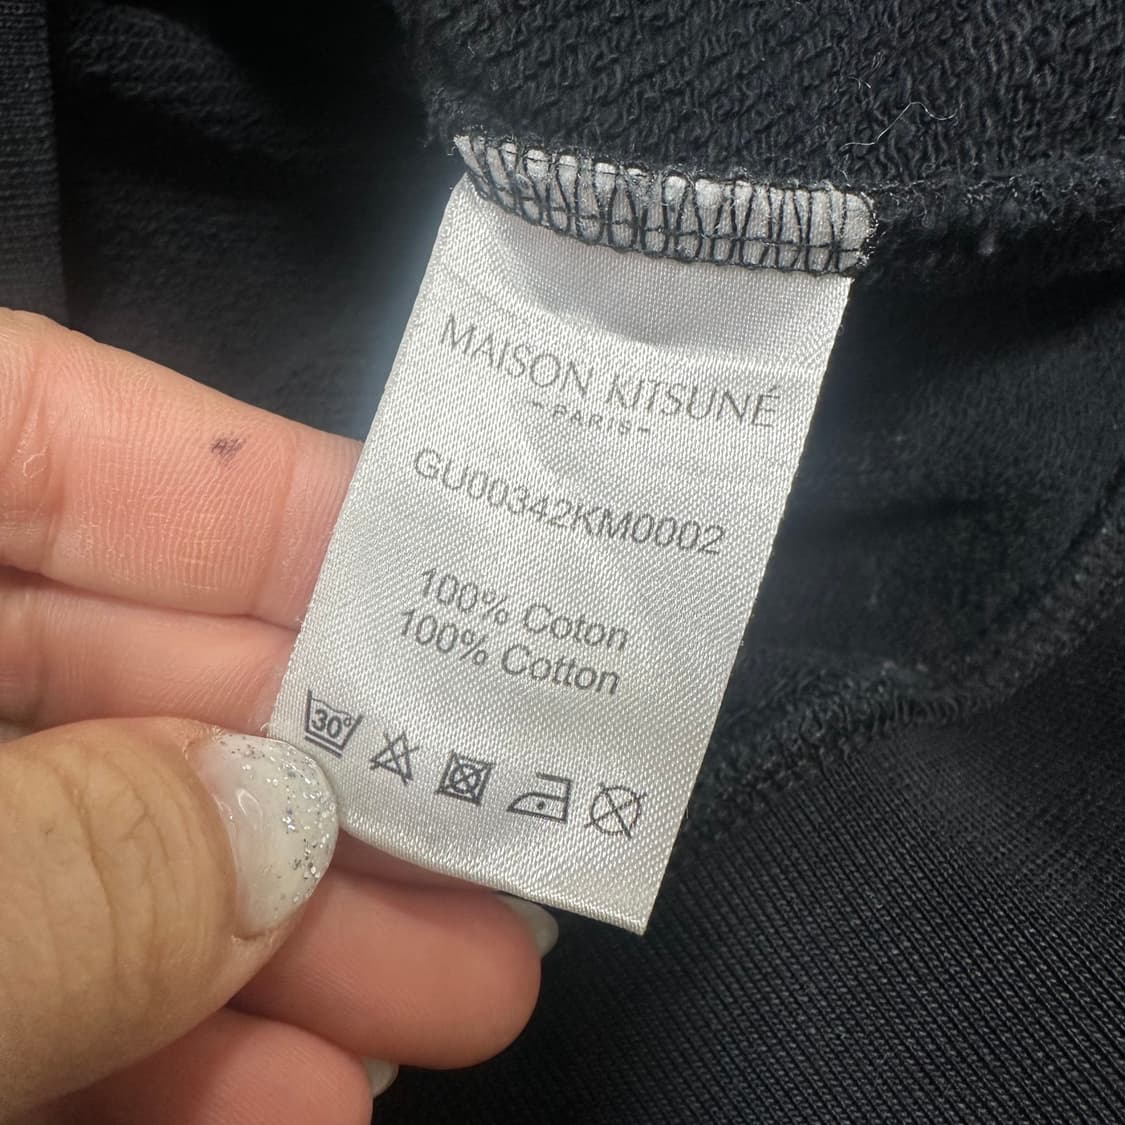 MAISON KITSUNÉ
-PARIS-
GU00342KM0002
100% Coton
100% Cotton
30°